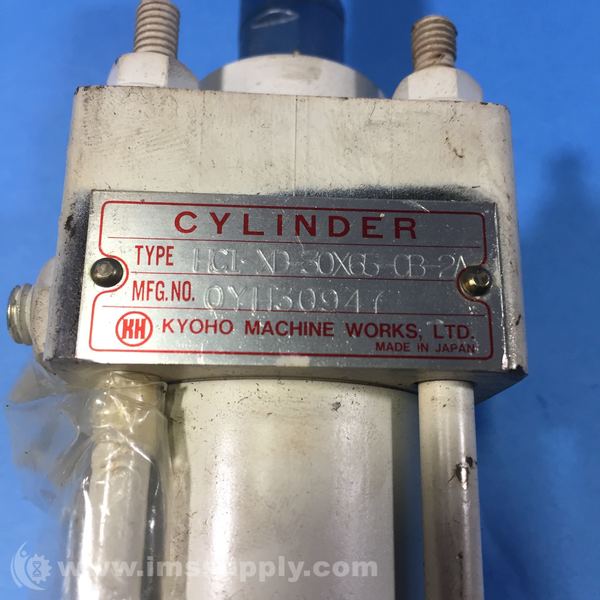 CYLINDER
TYPE HC1-XD-30X65-CB-2A
MFG.NO. 0YH30947
KH KYOHO MACHINE WORKS, LTD.
MADE IN JAPAN
www.imssupply.com